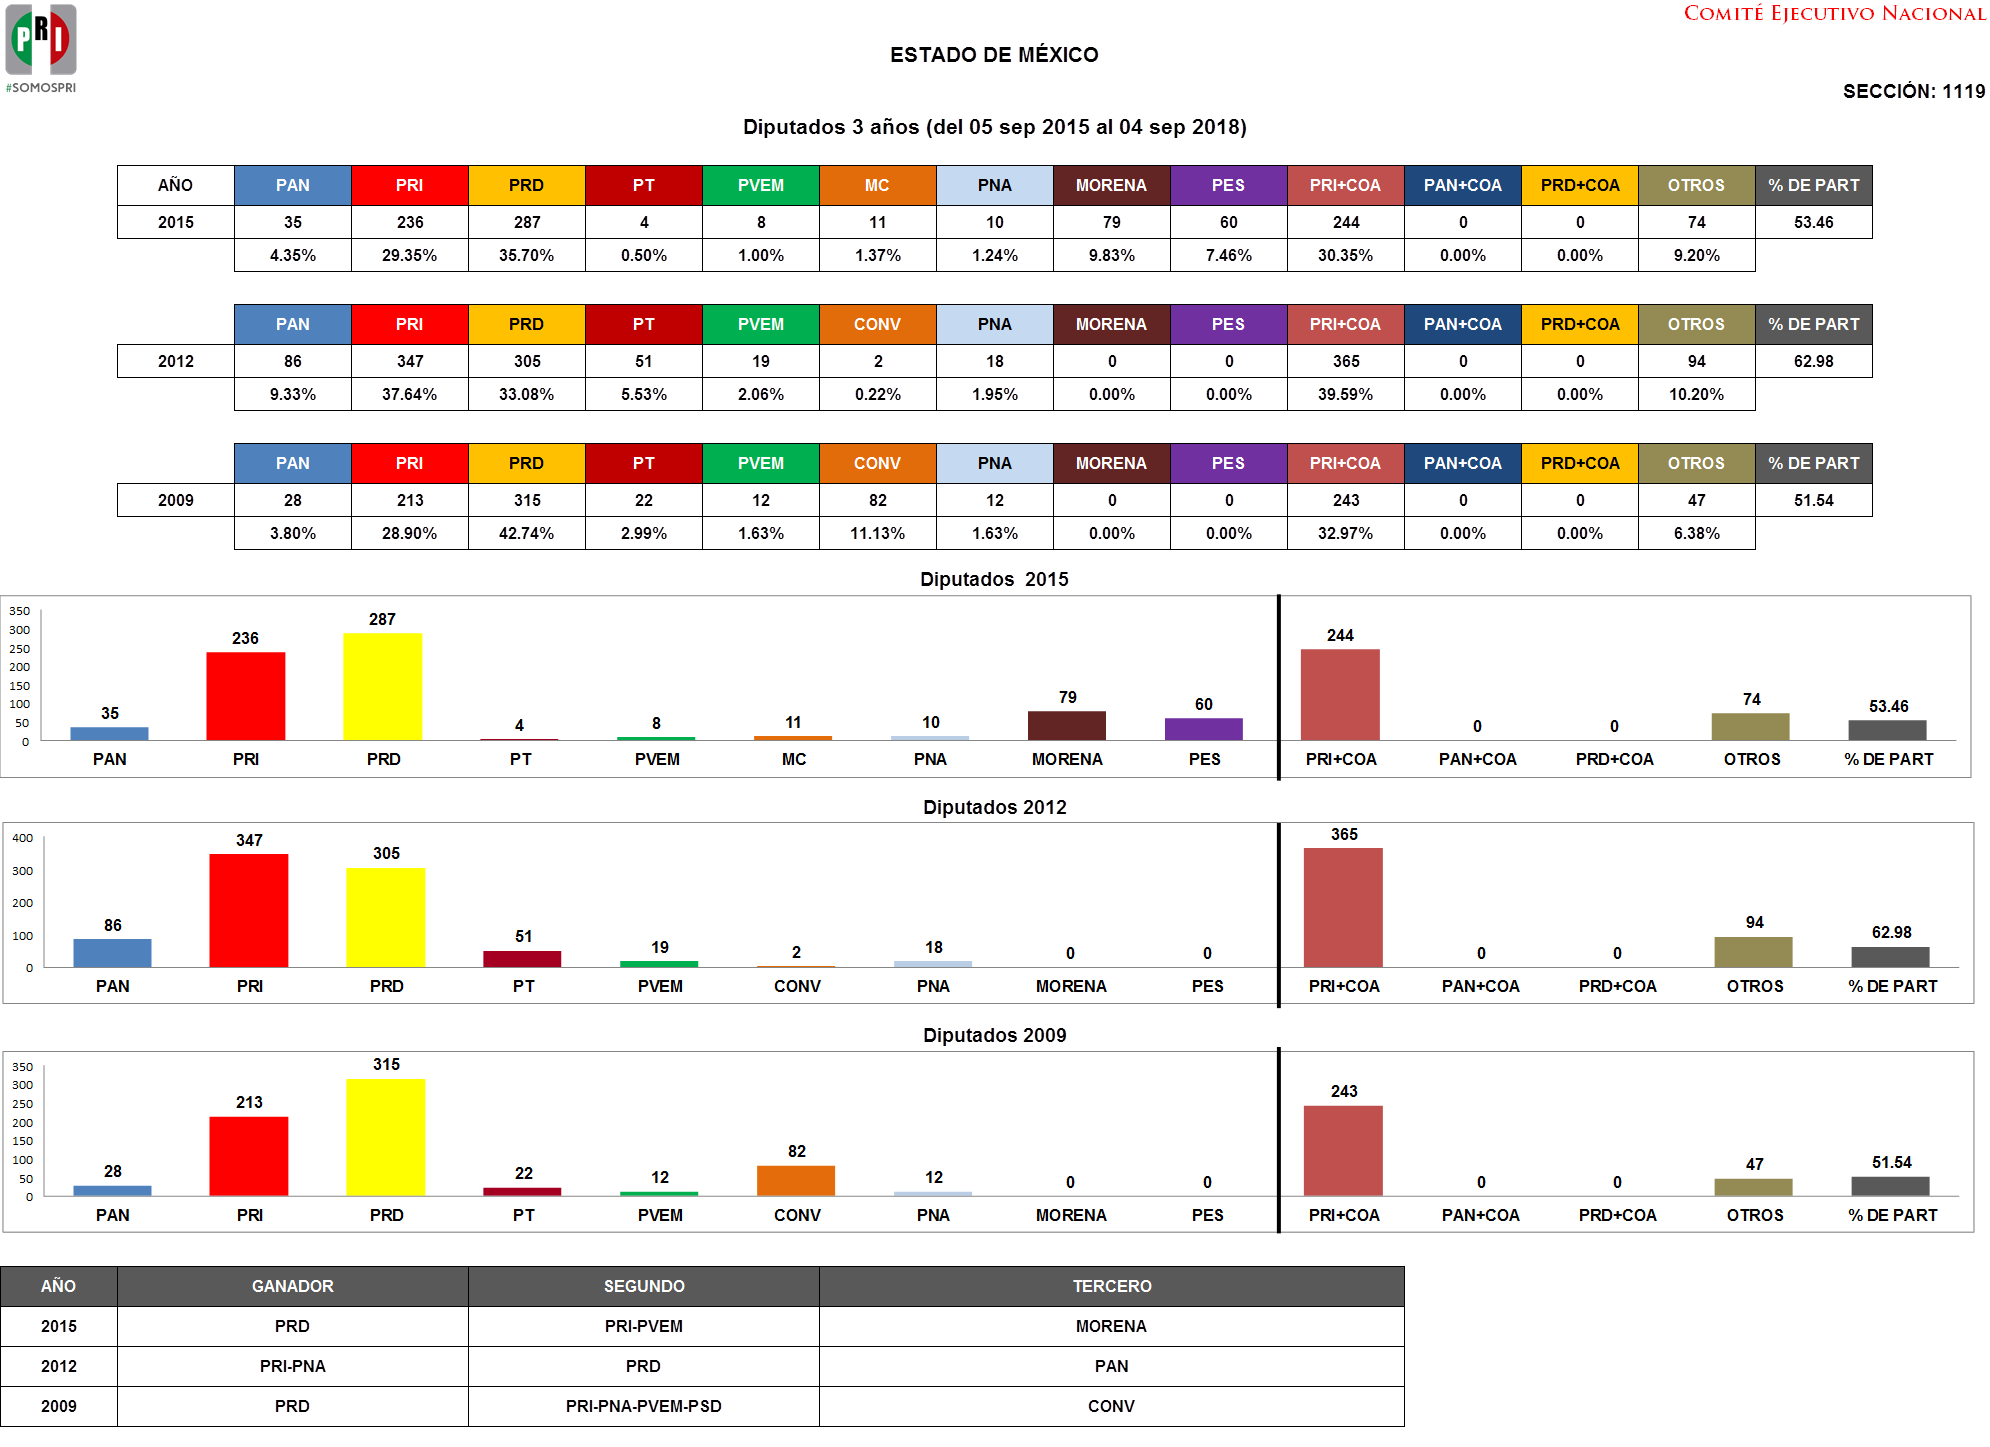 PRI
#SOMOSPRI
COMITÉ EJECUTIVO NACIONAL
ESTADO DE MÉXICO
SECCIÓN: 1119
Diputados 3 años (del 05 sep 2015 al 04 sep 2018)
AÑO PAN PRI PRD PT PVEM MC PNA MORENA PES PRI+COA PAN+COA PRD+COA OTROS % DE PART
2015 35 236 287 4 8 11 10 79 60 244 0 0 74 53.46
4.35% 29.35% 35.70% 0.50% 1.00% 1.37% 1.24% 9.83% 7.46% 30.35% 0.00% 0.00% 9.20%
PAN PRI PRD PT PVEM CONV PNA MORENA PES PRI+COA PAN+COA PRD+COA OTROS % DE PART
2012 86 347 305 51 19 2 18 0 0 365 0 0 94 62.98
9.33% 37.64% 33.08% 5.53% 2.06% 0.22% 1.95% 0.00% 0.00% 39.59% 0.00% 0.00% 10.20%
PAN PRI PRD PT PVEM CONV PNA MORENA PES PRI+COA PAN+COA PRD+COA OTROS % DE PART
2009 28 213 315 22 12 82 12 0 0 243 0 0 47 51.54
3.80% 28.90% 42.74% 2.99% 1.63% 11.13% 1.63% 0.00% 0.00% 32.97% 0.00% 0.00% 6.38%
Diputados 2015
350
300
250
200
150
100
50
0
35 236 287 4 8 11 10 79 60 244 0 0 74 53.46
PAN PRI PRD PT PVEM MC PNA MORENA PES PRI+COA PAN+COA PRD+COA OTROS % DE PART
Diputados 2012
400
300
200
100
0
86 347 305 51 19 2 18 0 0 365 0 0 94 62.98
PAN PRI PRD PT PVEM CONV PNA MORENA PES PRI+COA PAN+COA PRD+COA OTROS % DE PART
Diputados 2009
350
300
250
200
150
100
50
0
28 213 315 22 12 82 12 0 0 243 0 0 47 51.54
PAN PRI PRD PT PVEM CONV PNA MORENA PES PRI+COA PAN+COA PRD+COA OTROS % DE PART
AÑO GANADOR SEGUNDO TERCERO
2015 PRD PRI-PVEM MORENA
2012 PRI-PNA PRD PAN
2009 PRD PRI-PNA-PVEM-PSD CONV